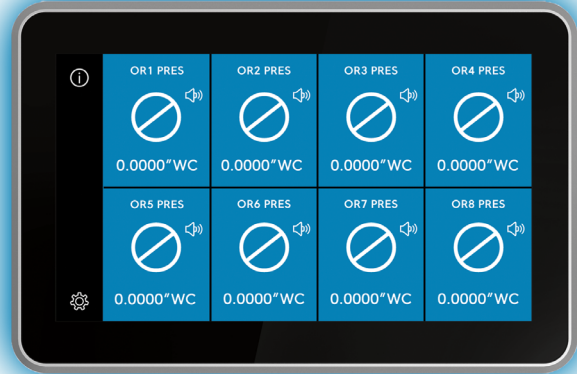 OR1 PRES OR2 PRES OR3 PRES OR4 PRES
0.0000"WC 0.0000"WC 0.0000"WC 0.0000"WC
OR5 PRES OR6 PRES OR7 PRES OR8 PRES
0.0000"WC 0.0000"WC 0.0000"WC 0.0000"WC